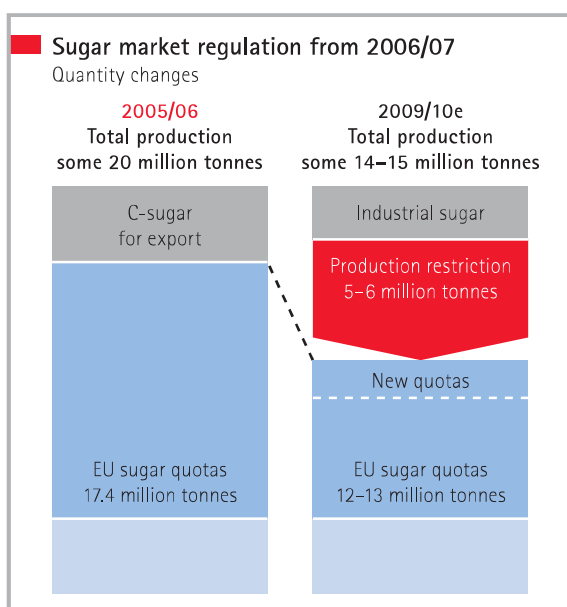 Sugar market regulation from 2006/07
Quantity changes
2005/06
Total production
some 20 million tonnes
C-sugar
for export
EU sugar quotas
17.4 million tonnes
2009/10e
Total production
some 14–15 million tonnes
Industrial sugar
Production restriction
5–6 million tonnes
New quotas
EU sugar quotas
12–13 million tonnes